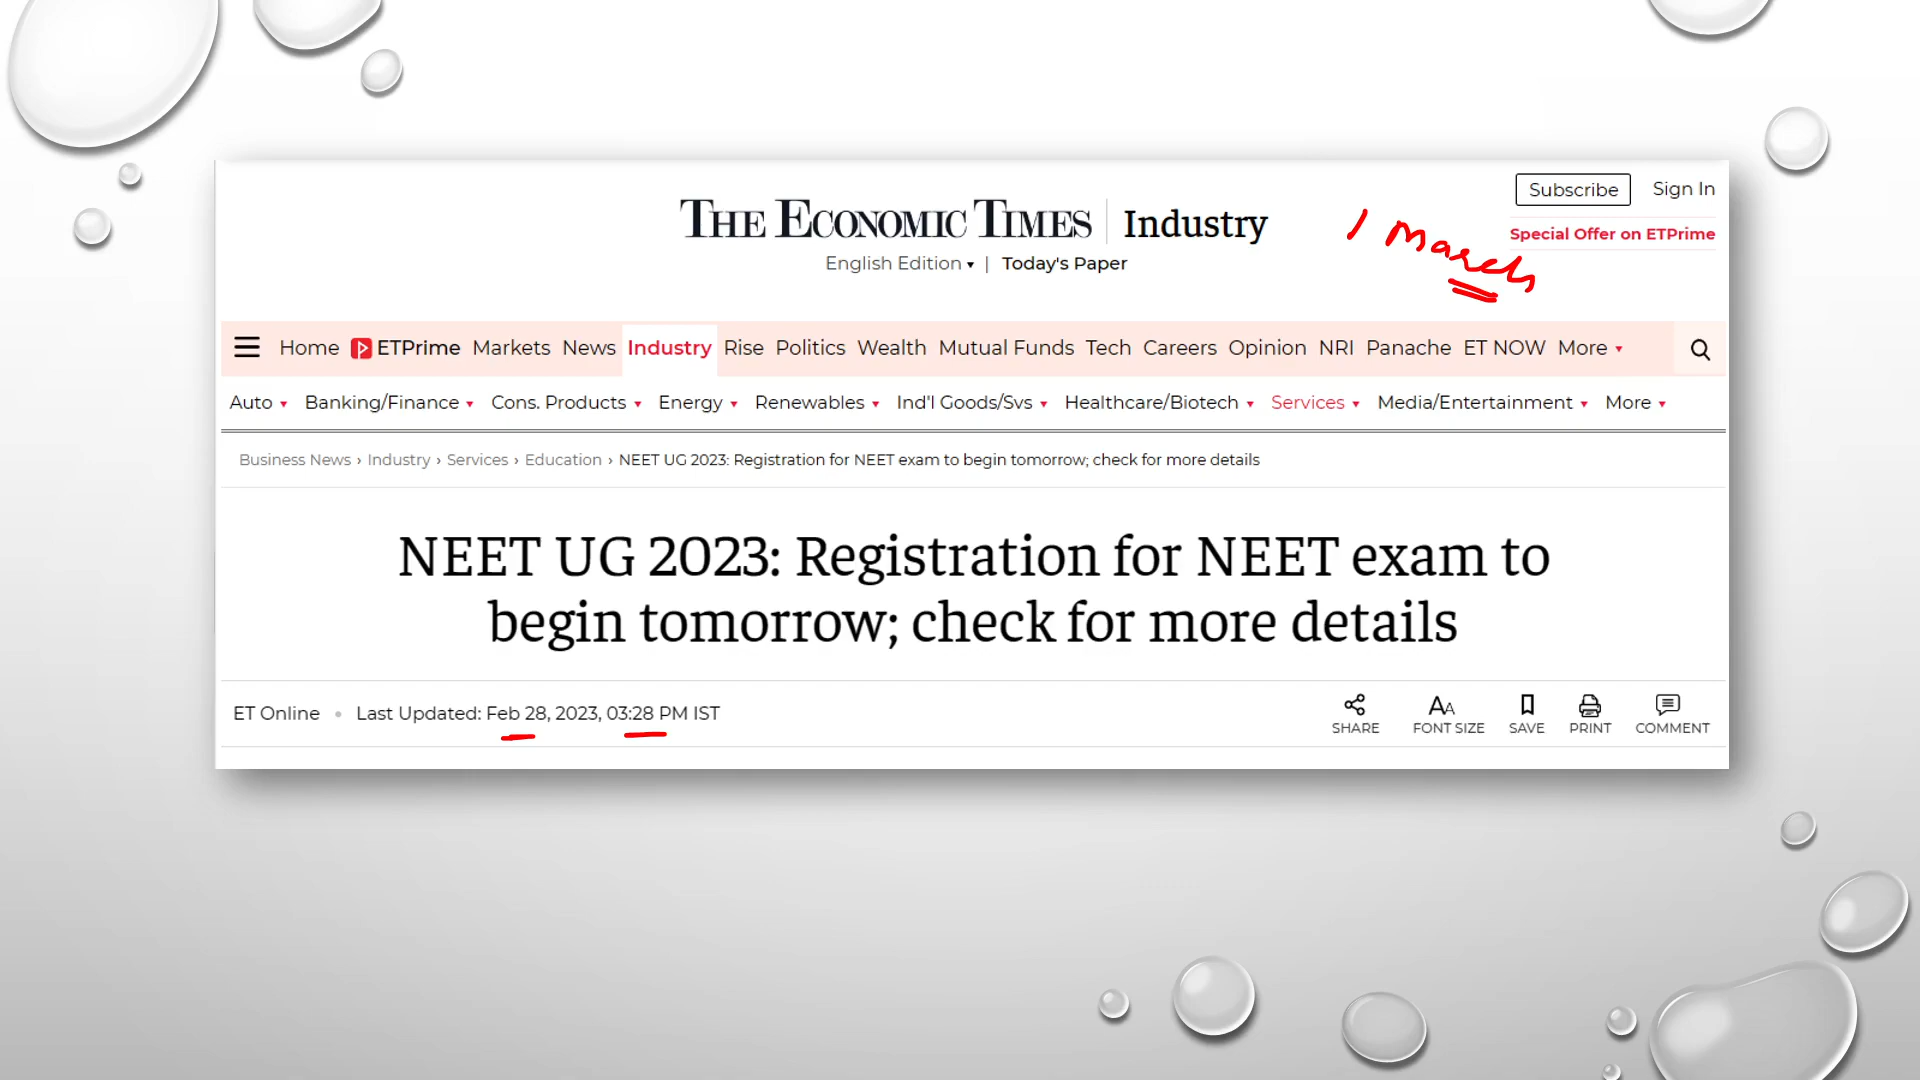 Subscribe Sign In
THE ECONOMIC TIMES | Industry
1 March
Special Offer on ETPrime
English Edition ▾ | Today's Paper
Home ETPrime Markets News Industry Rise Politics Wealth Mutual Funds Tech Careers Opinion NRI Panache ET NOW More ▾
Auto ▾ Banking/Finance ▾ Cons. Products ▾ Energy ▾ Renewables ▾ Ind'l Goods/Svs ▾ Healthcare/Biotech ▾ Services ▾ Media/Entertainment ▾ More ▾
Business News › Industry › Services › Education › NEET UG 2023: Registration for NEET exam to begin tomorrow; check for more details
NEET UG 2023: Registration for NEET exam to
begin tomorrow; check for more details
ET Online • Last Updated: Feb 28, 2023, 03:28 PM IST
SHARE FONT SIZE SAVE PRINT COMMENT